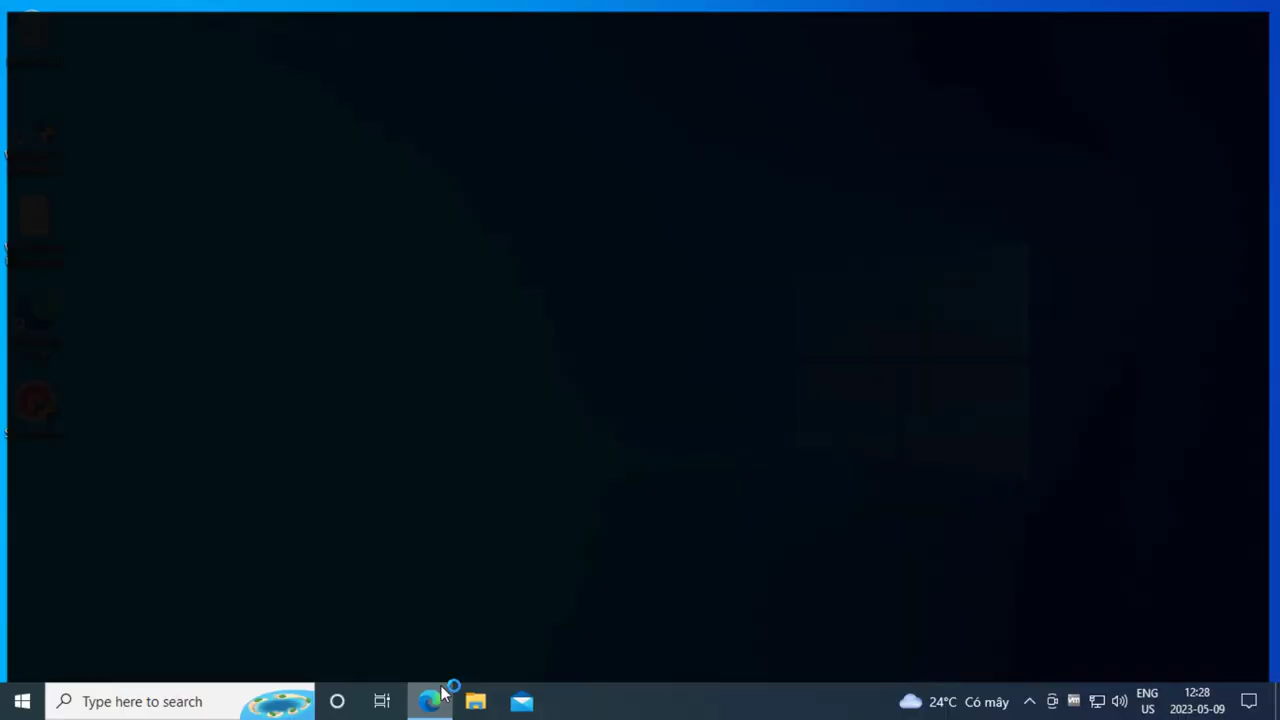 Type here to search
24°C Có mây
ENG
US
12:28
2023-05-09